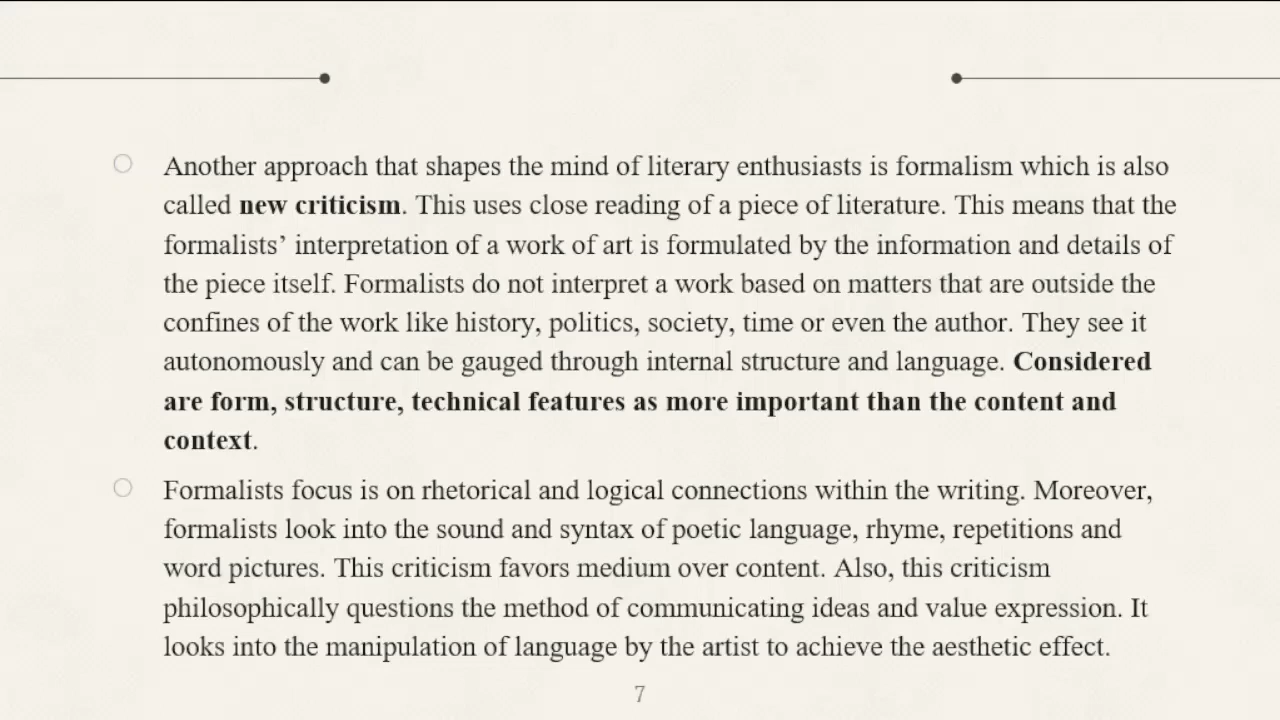 Another approach that shapes the mind of literary enthusiasts is formalism which is also
called new criticism. This uses close reading of a piece of literature. This means that the
formalists’ interpretation of a work of art is formulated by the information and details of
the piece itself. Formalists do not interpret a work based on matters that are outside the
confines of the work like history, politics, society, time or even the author. They see it
autonomously and can be gauged through internal structure and language. Considered
are form, structure, technical features as more important than the content and
context.
Formalists focus is on rhetorical and logical connections within the writing. Moreover,
formalists look into the sound and syntax of poetic language, rhyme, repetitions and
word pictures. This criticism favors medium over content. Also, this criticism
philosophically questions the method of communicating ideas and value expression. It
looks into the manipulation of language by the artist to achieve the aesthetic effect.
7